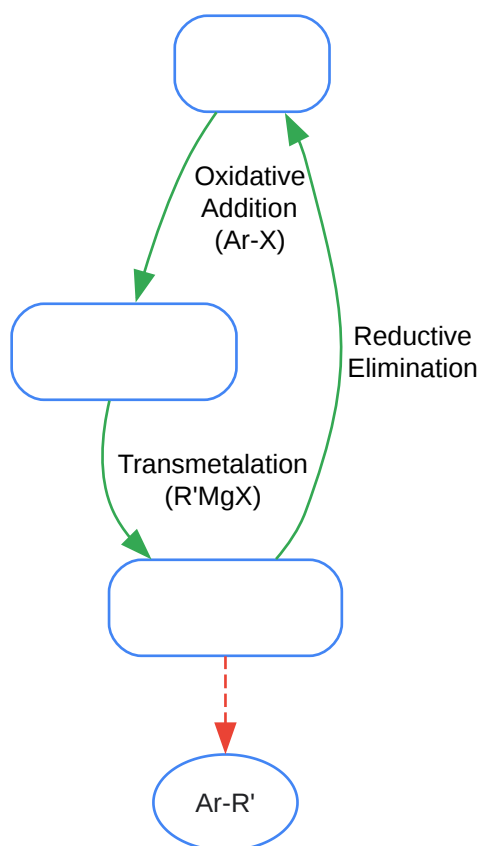 Oxidative
Addition
(Ar-X)
Reductive
Elimination
Transmetalation
(R'MgX)
Ar-R'